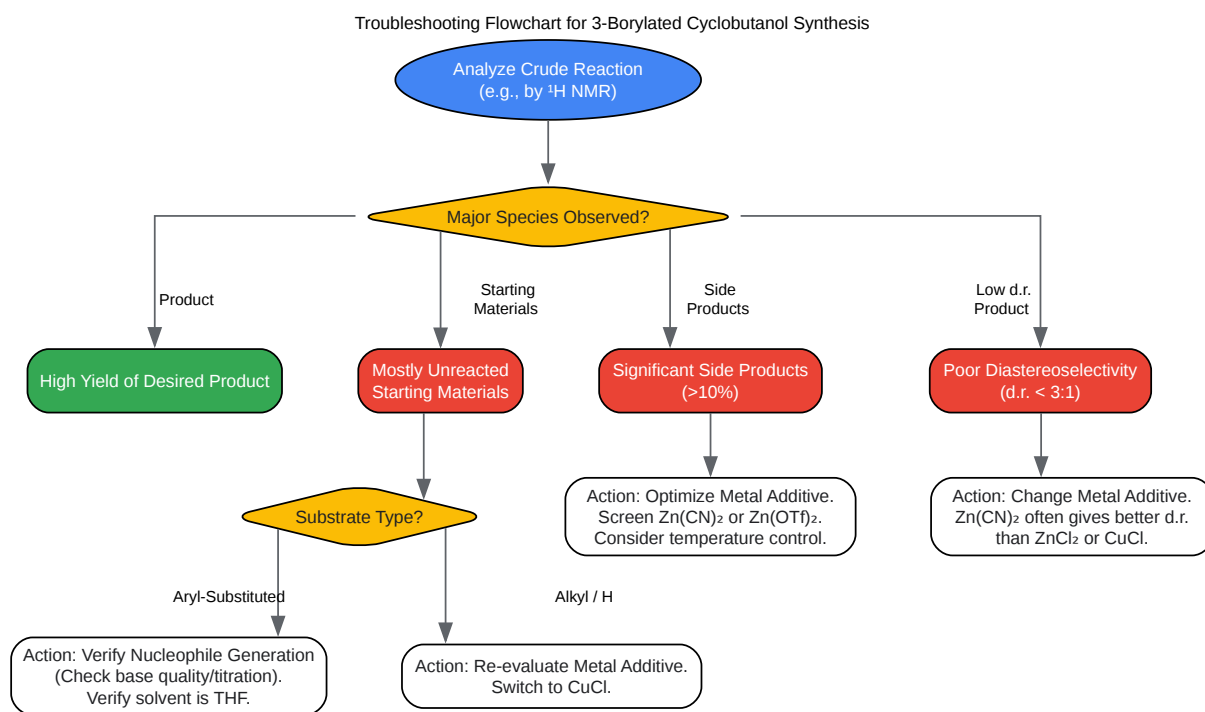 Troubleshooting Flowchart for 3-Borylated Cyclobutanol Synthesis
Analyze Crude Reaction
(e.g., by ¹H NMR)
Major Species Observed?
Product
Starting
Materials
Side
Products
Low d.r.
Product
High Yield of Desired Product
Mostly Unreacted
Starting Materials
Significant Side Products
(>10%)
Poor Diastereoselectivity
(d.r. < 3:1)
Substrate Type?
Action: Optimize Metal Additive.
Screen Zn(CN)₂ or Zn(OTf)₂.
Consider temperature control.
Action: Change Metal Additive.
Zn(CN)₂ often gives better d.r.
than ZnCl₂ or CuCl.
Aryl-Substituted
Alkyl / H
Action: Verify Nucleophile Generation
(Check base quality/titration).
Verify solvent is THF.
Action: Re-evaluate Metal Additive.
Switch to CuCl.